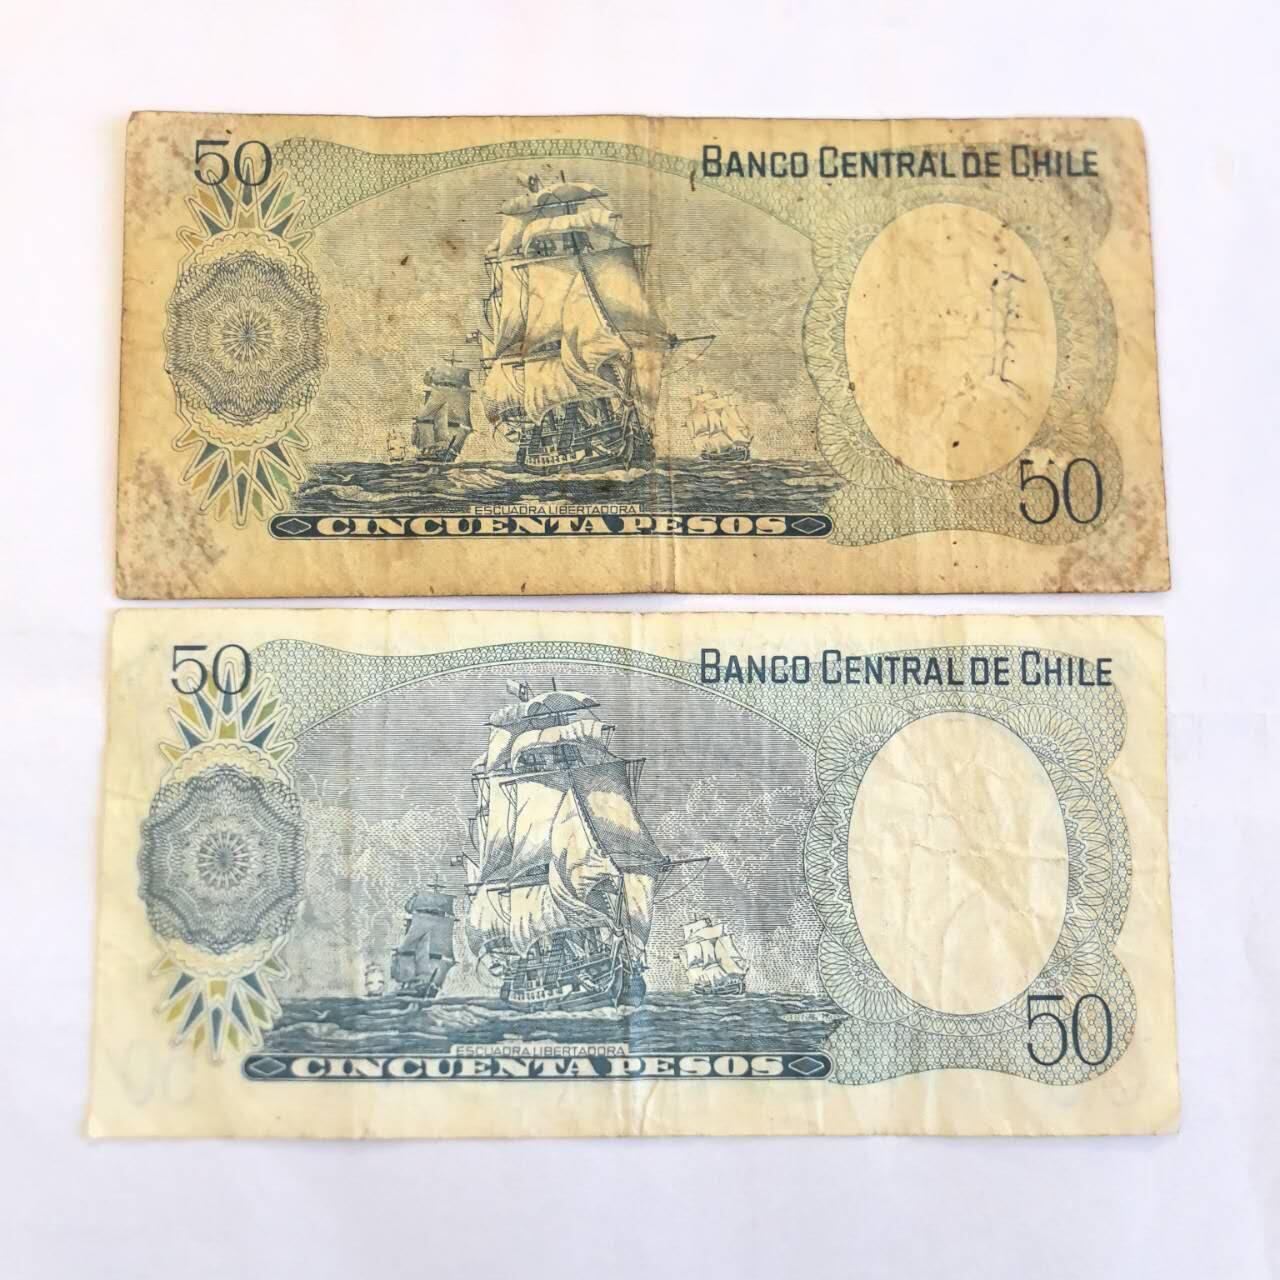 50
BANCO CENTRAL DE CHILE
50
ESCUADRA LIBERTADORA
CINCUENTA PESOS
50
BANCO CENTRAL DE CHILE
50
ESCUADRA LIBERTADORA
CINCUENTA PESOS